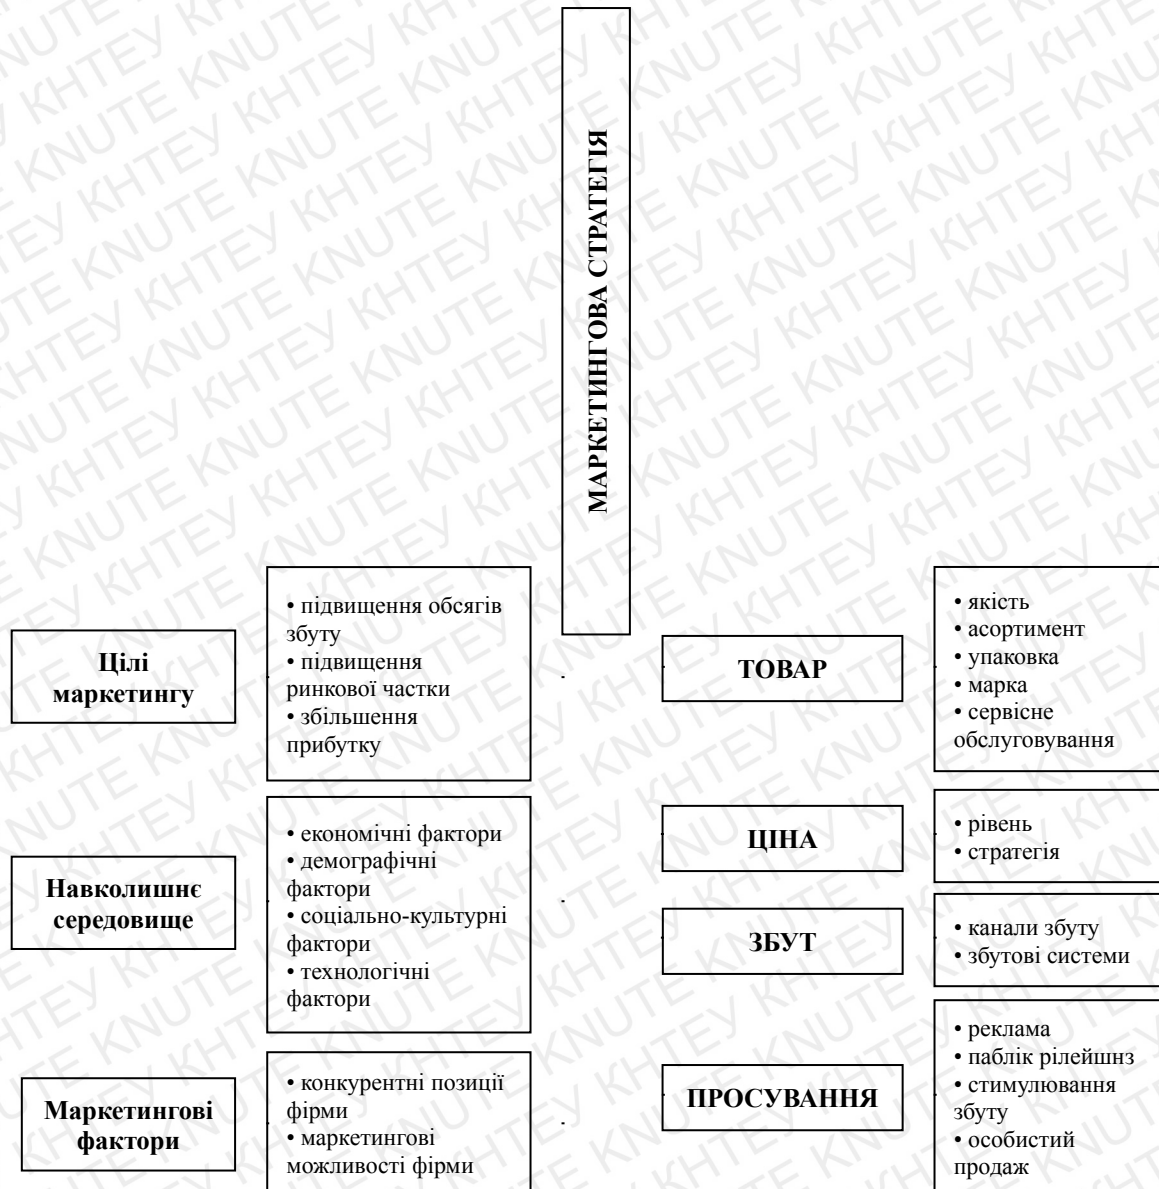 МАРКЕТИНГОВА СТРАТЕГІЯ
Цілі
маркетингу
• підвищення обсягів
збуту
• підвищення
ринкової частки
• збільшення
прибутку
Навколишнє
середовище
• економічні фактори
• демографічні
фактори
• соціально-культурні
фактори
• технологічні
фактори
Маркетингові
фактори
• конкурентні позиції
фірми
• маркетингові
можливості фірми
ТОВАР
• якість
• асортимент
• упаковка
• марка
• сервісне
обслуговування
ЦІНА
• рівень
• стратегія
ЗБУТ
• канали збуту
• збутові системи
ПРОСУВАННЯ
• реклама
• паблік рілейшнз
• стимулювання
збуту
• особистий
продаж
KNUTE КНТЕУ